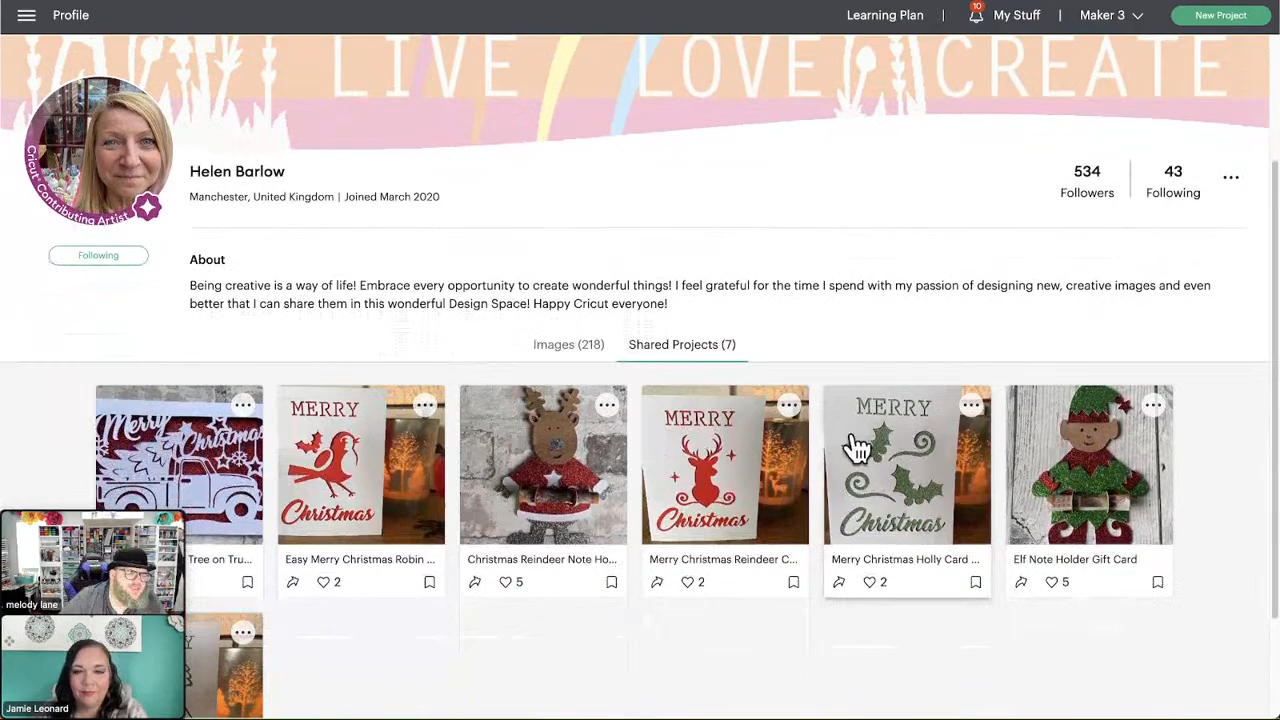 Profile
Learning Plan
10
My Stuff
Maker 3
New Project
LIVE LOVE CREATE
Cricut Contributing Artist
Helen Barlow
Manchester, United Kingdom | Joined March 2020
534
Followers
43
Following
Following
About
Being creative is a way of life! Embrace every opportunity to create wonderful things! I feel grateful for the time I spend with my passion of designing new, creative images and even
better that I can share them in this wonderful Design Space! Happy Cricut everyone!
Images (218)
Shared Projects (7)
Merry Christmas
MERRY
Christmas
MERRY
Christmas
MERRY
Christmas
Tree on Tru...
Easy Merry Christmas Robin ...
Christmas Reindeer Note Ho...
Merry Christmas Reindeer C...
Merry Christmas Holly Card ...
Elf Note Holder Gift Card
2
5
2
2
5
melody lane
Jamie Leonard